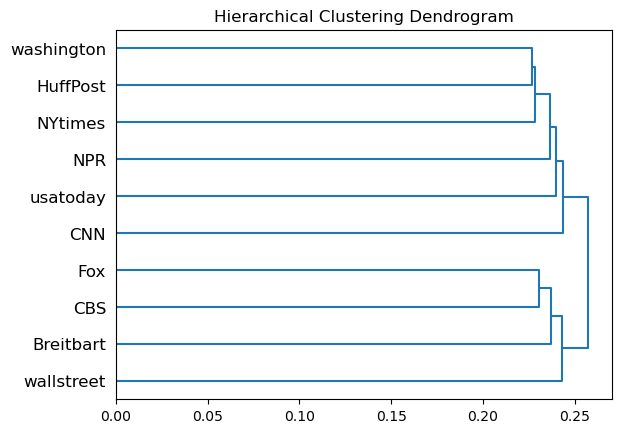 Hierarchical Clustering Dendrogram
washington
HuffPost
NYtimes
NPR
usatoday
CNN
Fox
CBS
Breitbart
wallstreet
0.00 0.05 0.10 0.15 0.20 0.25